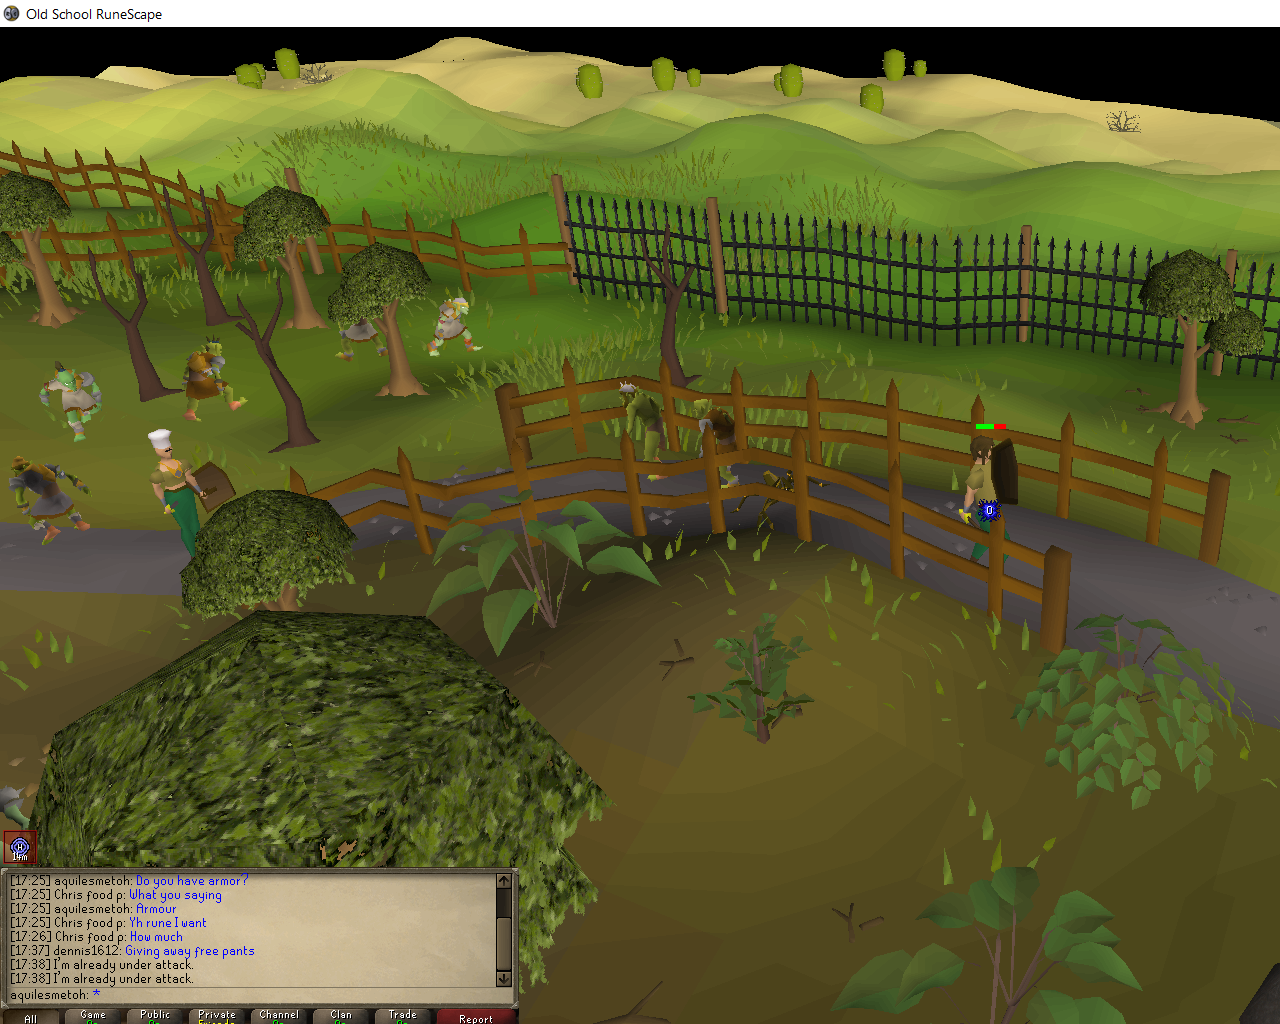 Old School RuneScape
0
14m
[17:25] aquilesmetoh: Do you have armor?
[17:25] Chris food p: What you saying
[17:25] aquilesmetoh: Armour
[17:25] Chris food p: Yh rune I want
[17:26] Chris food p: How much
[17:37] dennis1612: Giving away free pants
[17:38] I'm already under attack.
[17:38] I'm already under attack.
aquilesmetoh: *
All Game Public Private Channel Clan Trade Report